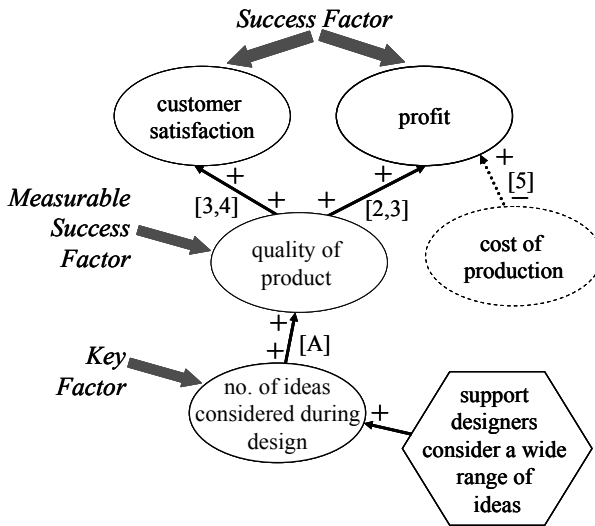 Success Factor
customer
satisfaction
profit
+
+
+
[3,4]
+
+
[2,3]
[5]
–
Measurable
Success
Factor
quality of
product
cost of
production
+
+
[A]
Key
Factor
no. of ideas
considered during
design
+
support
designers
consider a wide
range of
ideas